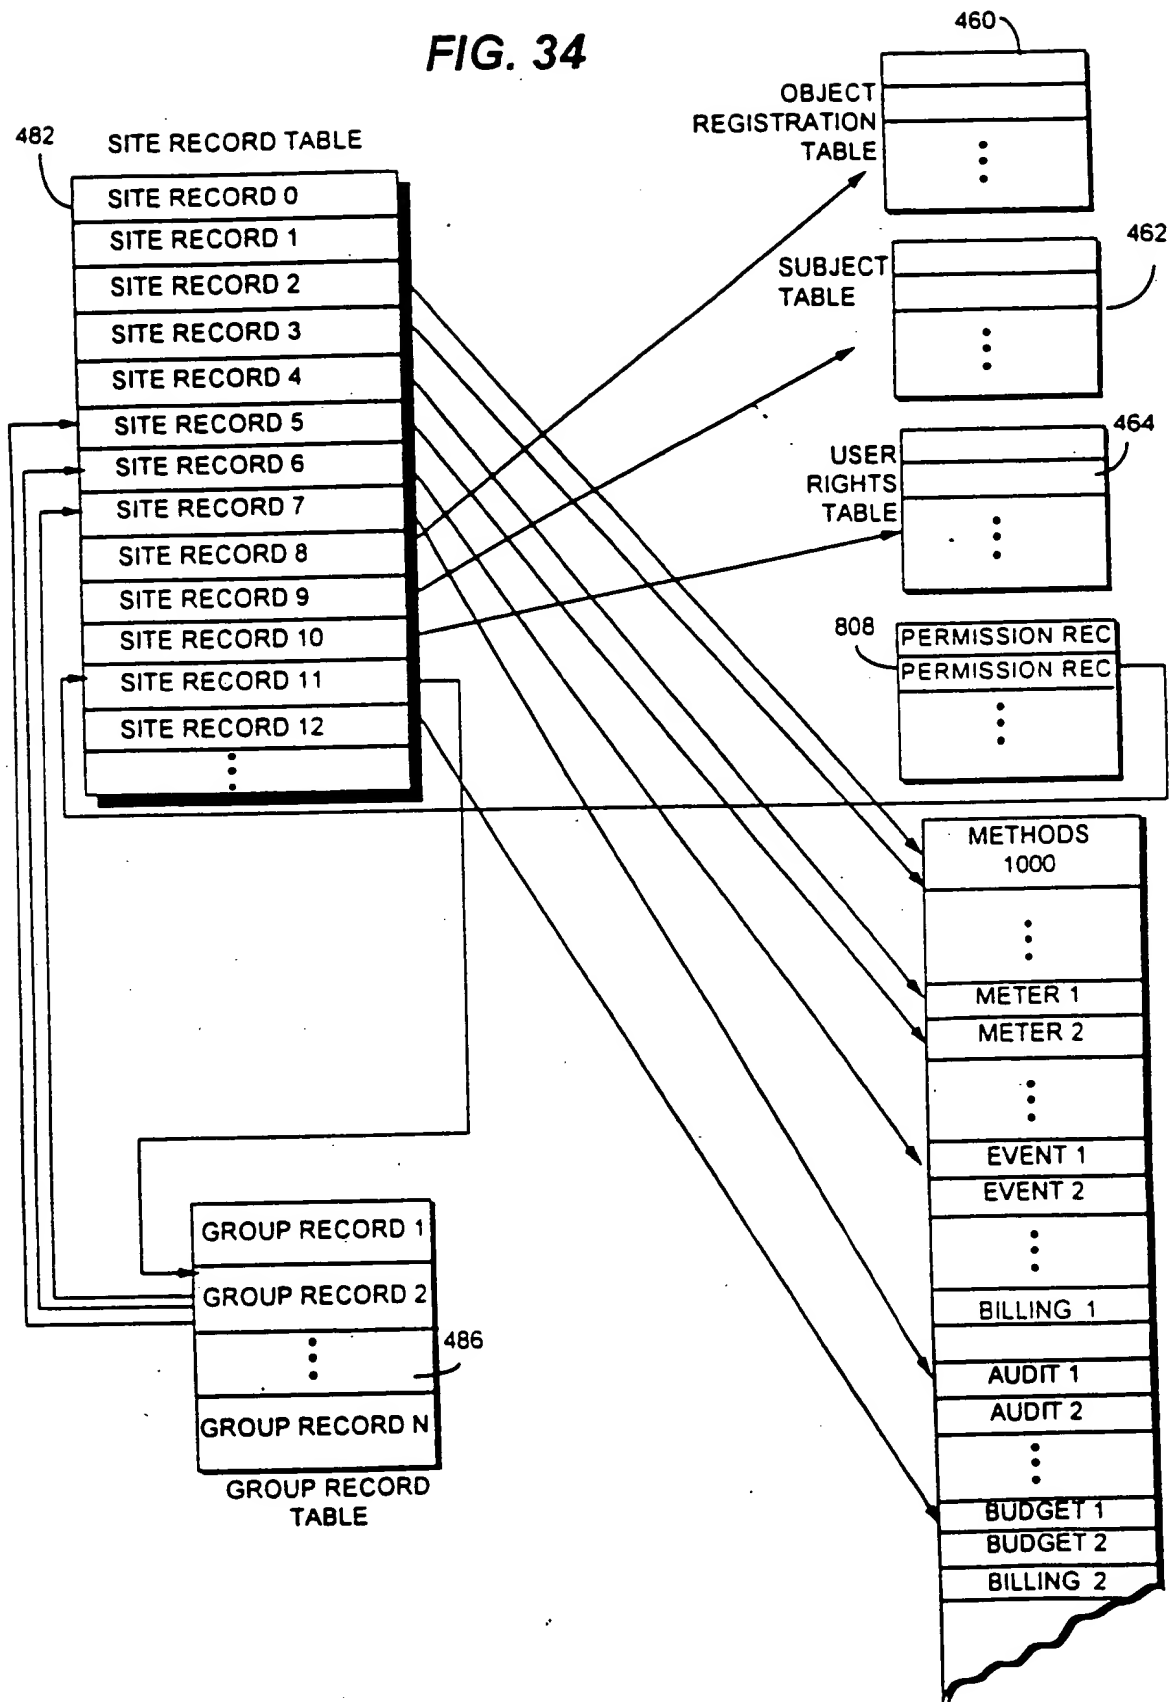 FIG. 34
482
SITE RECORD TABLE
SITE RECORD 0
SITE RECORD 1
SITE RECORD 2
SITE RECORD 3
SITE RECORD 4
SITE RECORD 5
SITE RECORD 6
SITE RECORD 7
SITE RECORD 8
SITE RECORD 9
SITE RECORD 10
SITE RECORD 11
SITE RECORD 12
460
OBJECT
REGISTRATION
TABLE
462
SUBJECT
TABLE
464
USER
RIGHTS
TABLE
808
PERMISSION REC
PERMISSION REC
METHODS
1000
METER 1
METER 2
EVENT 1
EVENT 2
BILLING 1
AUDIT 1
AUDIT 2
BUDGET 1
BUDGET 2
BILLING 2
GROUP RECORD 1
GROUP RECORD 2
486
GROUP RECORD N
GROUP RECORD
TABLE